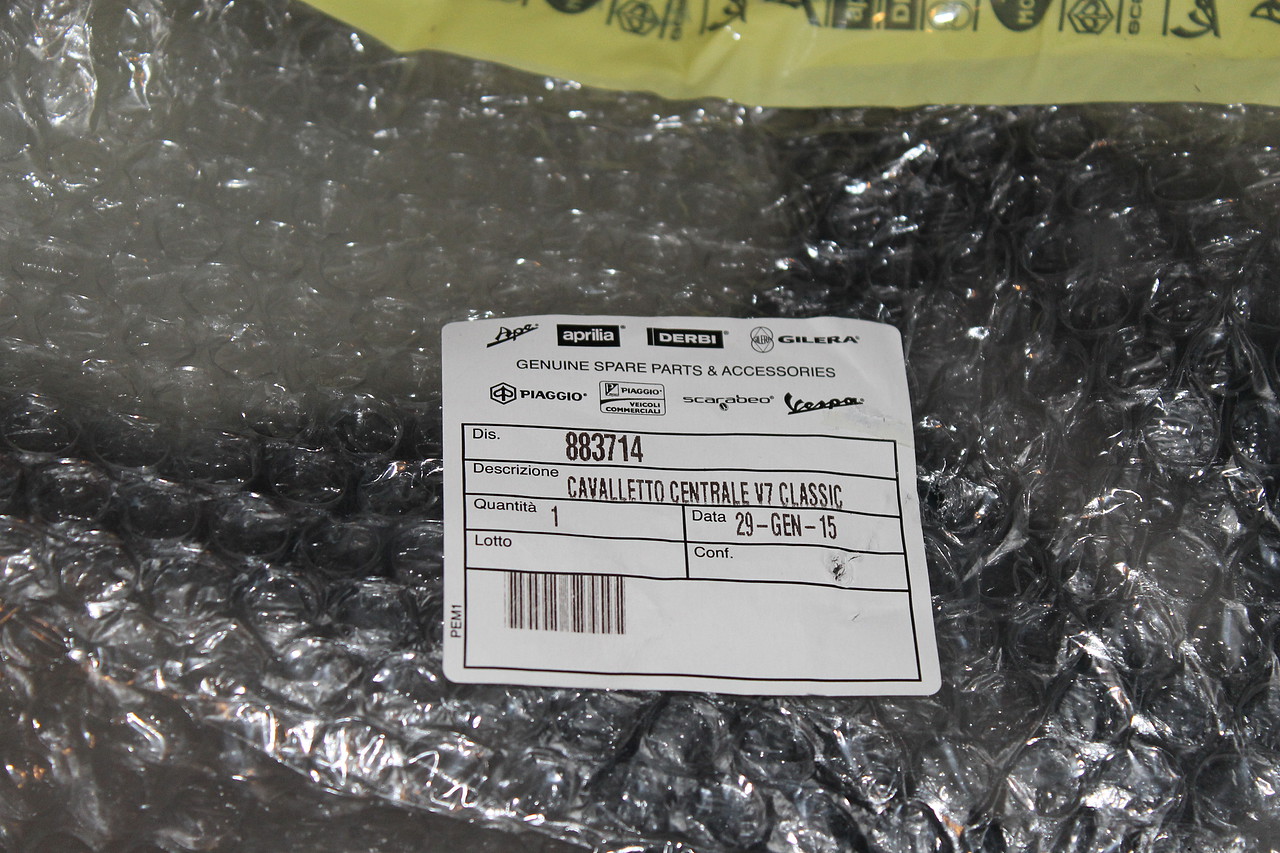 Ape aprilia DERBI GILERA GILERA
GENUINE SPARE PARTS & ACCESSORIES
PIAGGIO PIAGGIO VEICOLI COMMERCIALI scarabeo Vespa
Dis. 883714
Descrizione CAVALLETTO CENTRALE V7 CLASSIC
Quantità 1 Data 29-GEN-15
Lotto Conf.
PEM1